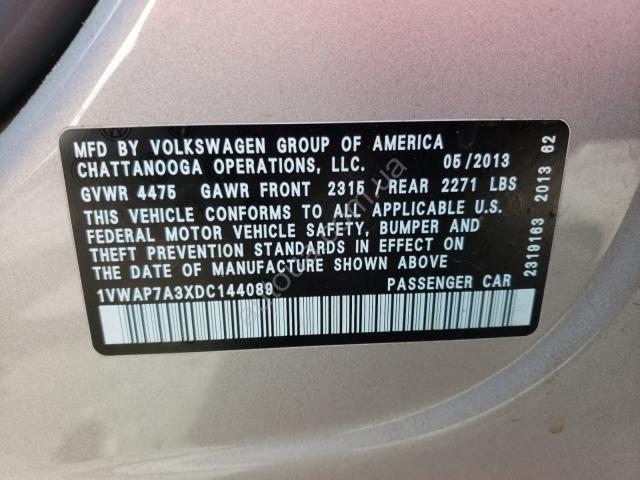 MFD BY VOLKSWAGEN GROUP OF AMERICA
CHATTANOOGA OPERATIONS, LLC. 05/2013
GVWR 4475 GAWR FRONT 2315/REAR 2271 LBS
THIS VEHICLE CONFORMS TO ALL APPLICABLE U.S.
FEDERAL MOTOR VEHICLE SAFETY, BUMPER AND
THEFT PREVENTION STANDARDS IN EFFECT ON
THE DATE OF MANUFACTURE SHOWN ABOVE
1VWAP7A3XDC144089 PASSENGER CAR
2319163 2013 62